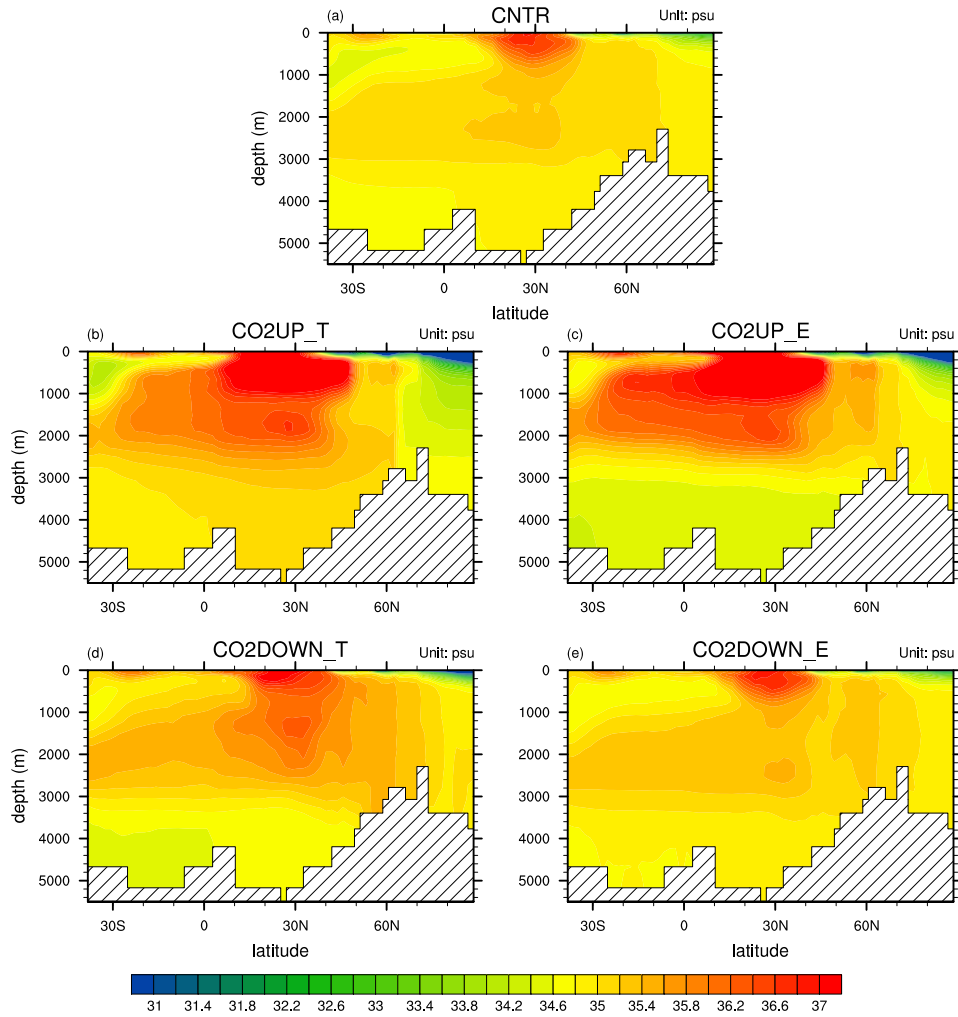 (a) CNTR Unit: psu
0
1000
2000
3000
4000
5000
depth (m)
30S 0 30N 60N
latitude
(b) CO2UP_T Unit: psu
0
1000
2000
3000
4000
5000
depth (m)
30S 0 30N 60N
(c) CO2UP_E Unit: psu
0
1000
2000
3000
4000
5000
30S 0 30N 60N
(d) CO2DOWN_T Unit: psu
0
1000
2000
3000
4000
5000
depth (m)
30S 0 30N 60N
latitude
(e) CO2DOWN_E Unit: psu
0
1000
2000
3000
4000
5000
30S 0 30N 60N
latitude
31 31.4 31.8 32.2 32.6 33 33.4 33.8 34.2 34.6 35 35.4 35.8 36.2 36.6 37